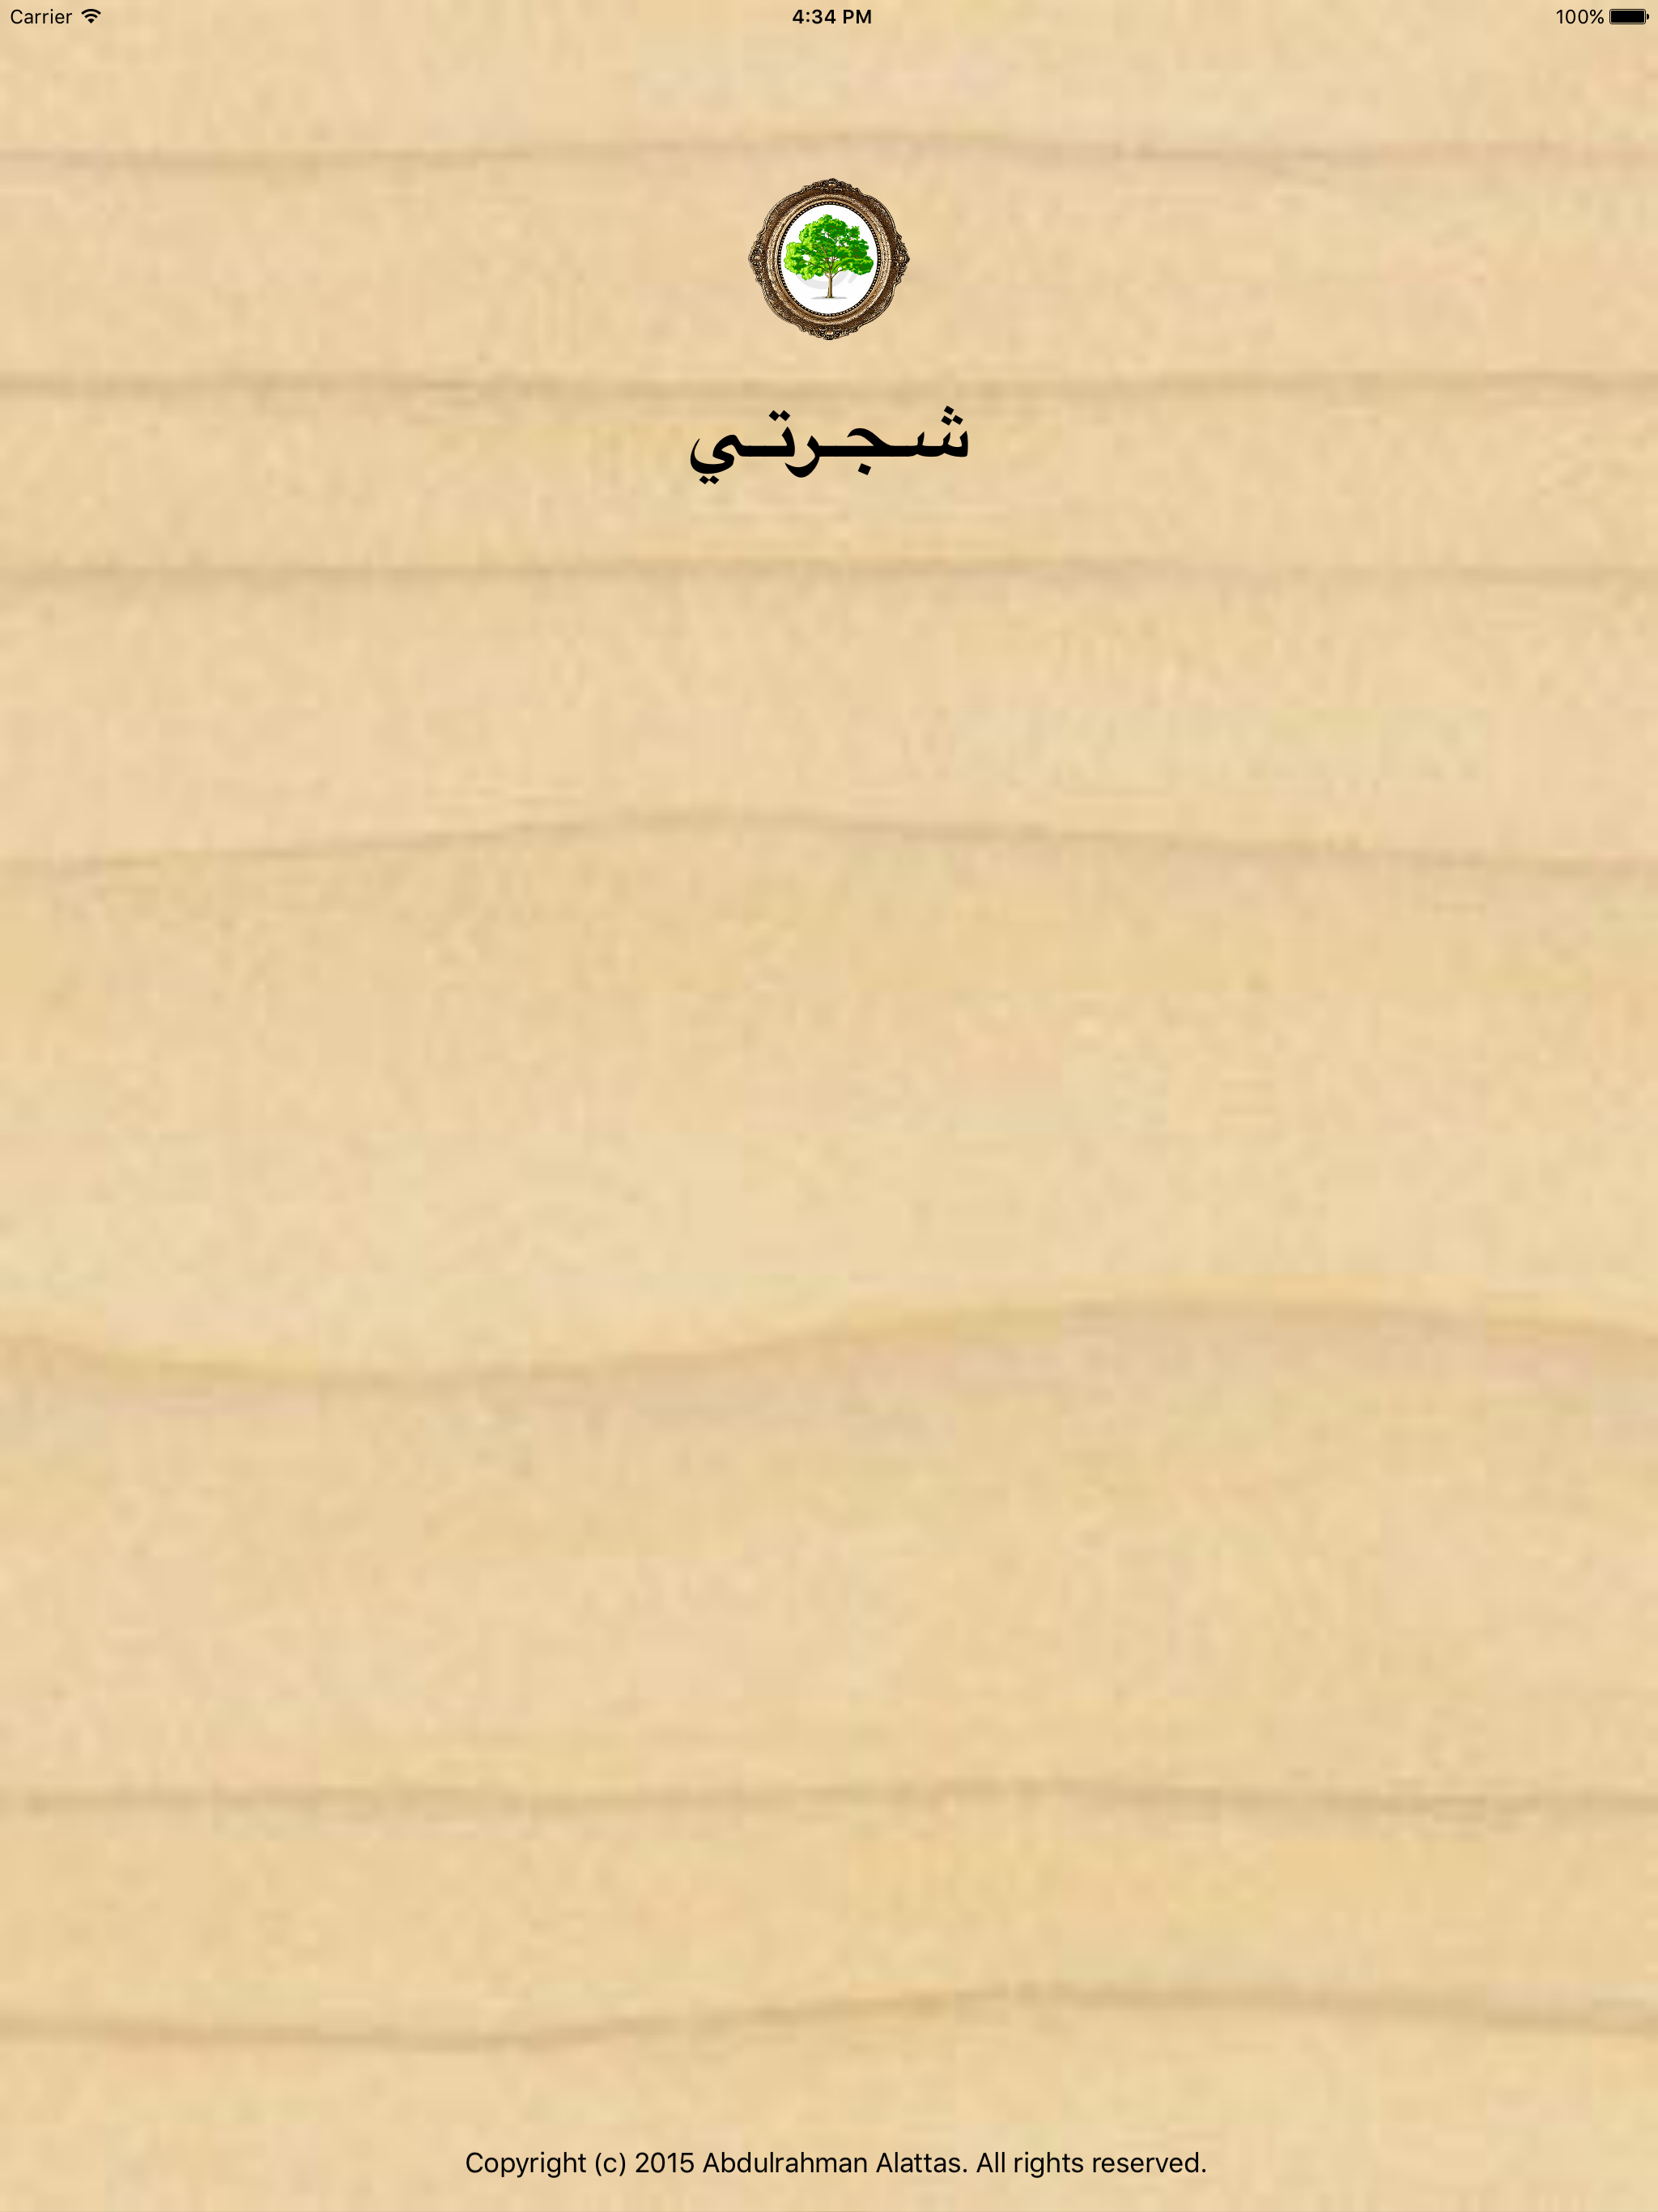 Carrier 4:34 PM 100%
شجرتي
Copyright (c) 2015 Abdulrahman Alattas. All rights reserved.